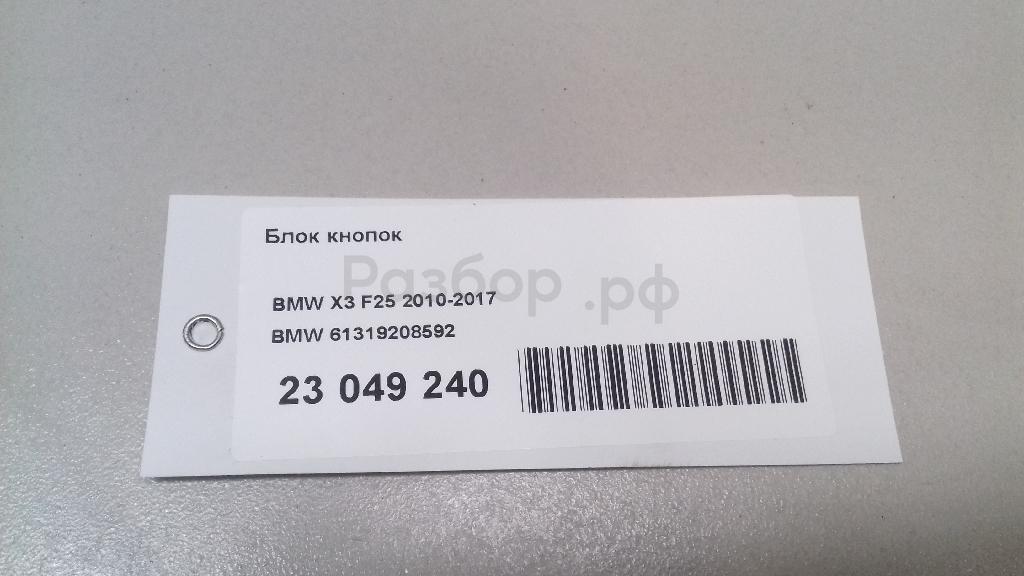 Блок кнопок
Разбор.рф
BMW X3 F25 2010-2017
BMW 61319208592
23 049 240